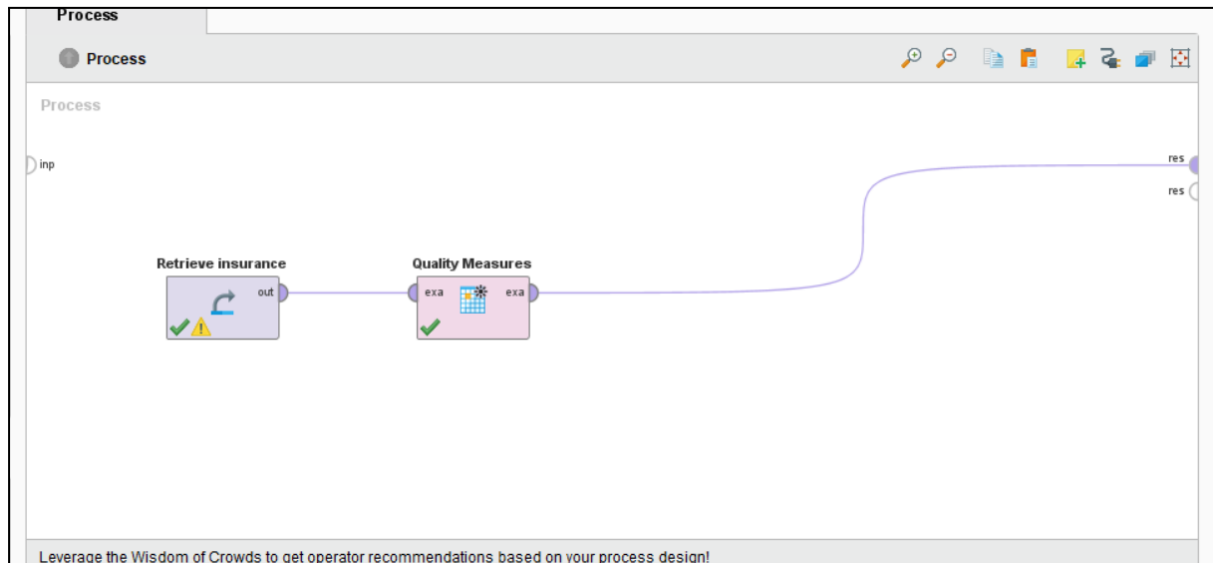 Process
Process
Process
inp
res
res
Retrieve insurance
out
Quality Measures
exa
exa
Leverage the Wisdom of Crowds to get operator recommendations based on your process design!